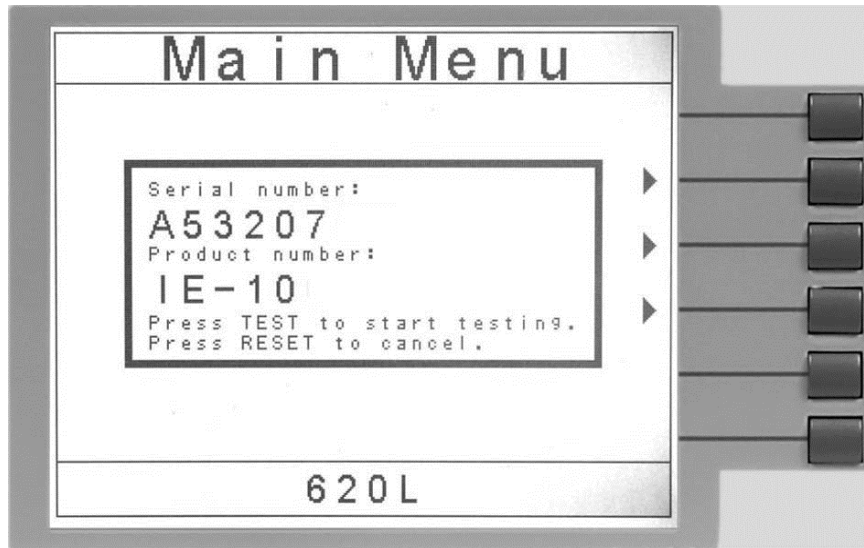 Main Menu
Serial number:
A53207
Product number:
IE-10
Press TEST to start testing.
Press RESET to cancel.
620L